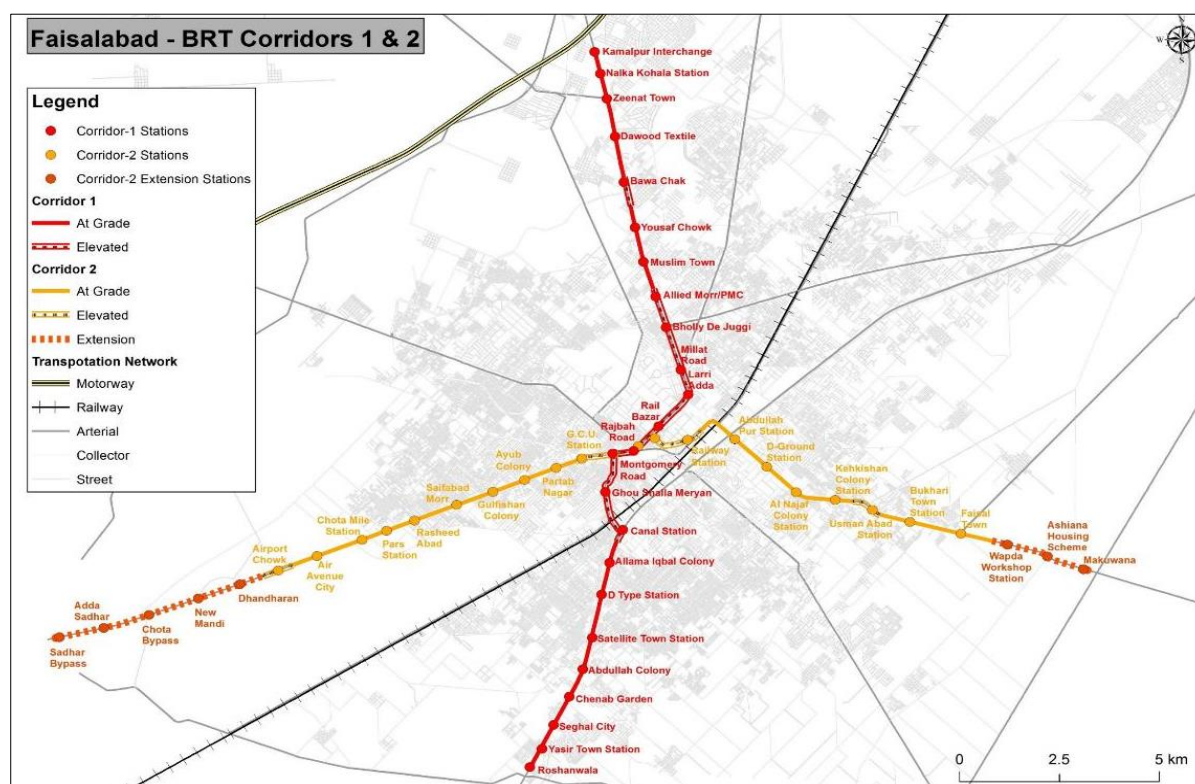 Faisalabad - BRT Corridors 1 & 2
Legend
Corridor-1 Stations
Corridor-2 Stations
Corridor-2 Extension Stations
Corridor 1
At Grade
Elevated
Corridor 2
At Grade
Elevated
Extension
Transpotation Network
Motorway
Railway
Arterial
Collector
Street
Kamalpur Interchange
Nalka Kohala Station
Zeenat Town
Dawood Textile
Bawa Chak
Yousaf Chowk
Muslim Town
Allied Morr/PMC
Bholly De Juggi
Millat
Road
Larri
Adda
Rail
Bazar
Rajbah
Road
Montgomery
Road
Ghou Shalla Meryan
Canal Station
Allama Iqbal Colony
D Type Station
Satellite Town Station
Abdullah Colony
Chenab Garden
Seghal City
Yasir Town Station
Roshanwala
G.C.U.
Station
Ayub
Colony
Partab
Nagar
Saifabad
Morr
Gulfishan
Colony
Chota Mile
Station
Rasheed
Abad
Pars
Station
Airport
Chowk
Air
Avenue
City
Dhandharan
New
Mandi
Chota
Bypass
Adda
Sadhar
Sadhar
Bypass
Railway
Station
Abdullah
Pur Station
D-Ground
Station
Al Najaf
Colony
Station
Kehkishan
Colony
Station
Usman Abad
Station
Bukhari
Town
Station
Faisal
Town
Wapda
Workshop
Station
Ashiana
Housing
Scheme
Makuwana
N
W
S
0 2.5 5 km